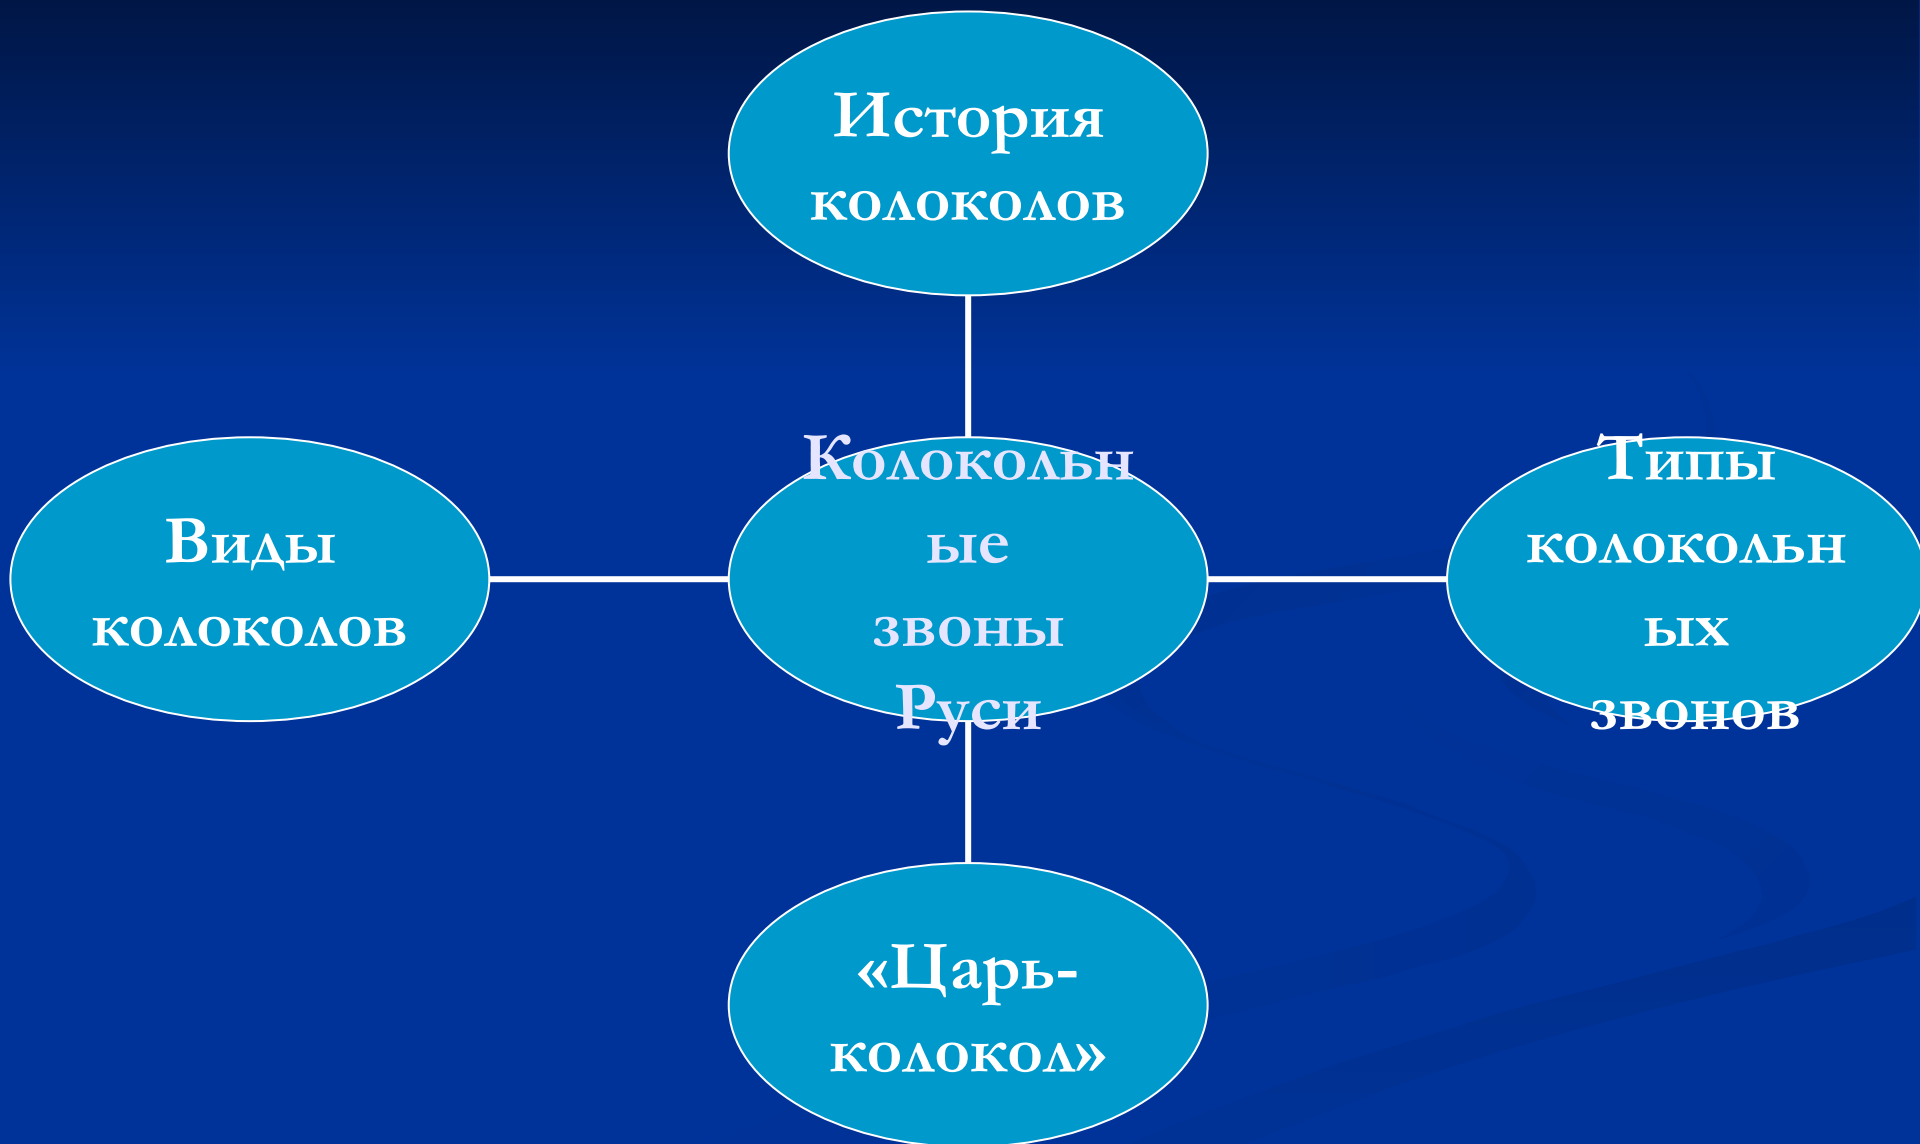 История
колоколов
Виды
колоколов
Колокольн
ые
звоны
Руси
Типы
колокольн
ых
звонов
«Царь-
колокол»